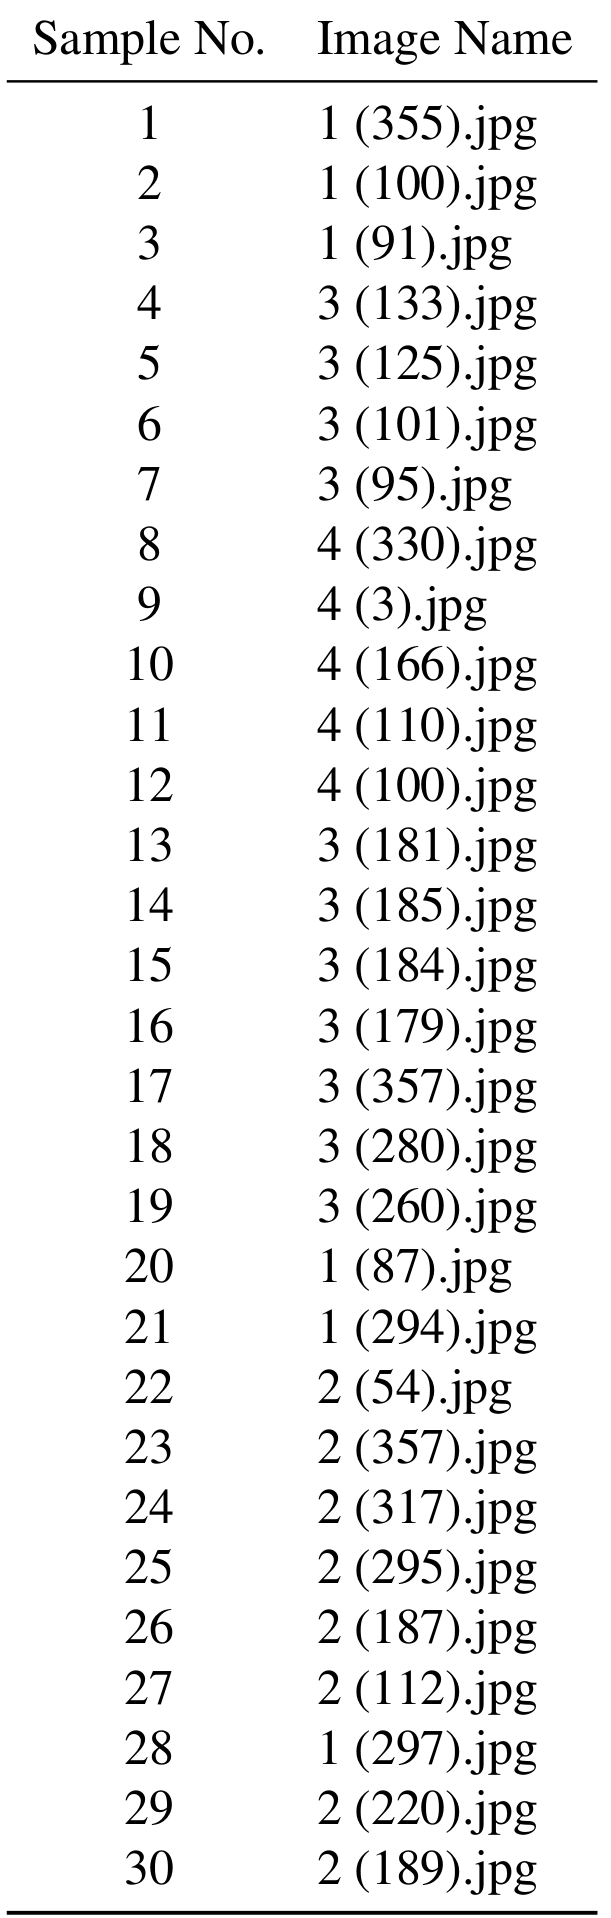 Sample No. Image Name
1 1 (355).jpg
2 1 (100).jpg
3 1 (91).jpg
4 3 (133).jpg
5 3 (125).jpg
6 3 (101).jpg
7 3 (95).jpg
8 4 (330).jpg
9 4 (3).jpg
10 4 (166).jpg
11 4 (110).jpg
12 4 (100).jpg
13 3 (181).jpg
14 3 (185).jpg
15 3 (184).jpg
16 3 (179).jpg
17 3 (357).jpg
18 3 (280).jpg
19 3 (260).jpg
20 1 (87).jpg
21 1 (294).jpg
22 2 (54).jpg
23 2 (357).jpg
24 2 (317).jpg
25 2 (295).jpg
26 2 (187).jpg
27 2 (112).jpg
28 1 (297).jpg
29 2 (220).jpg
30 2 (189).jpg